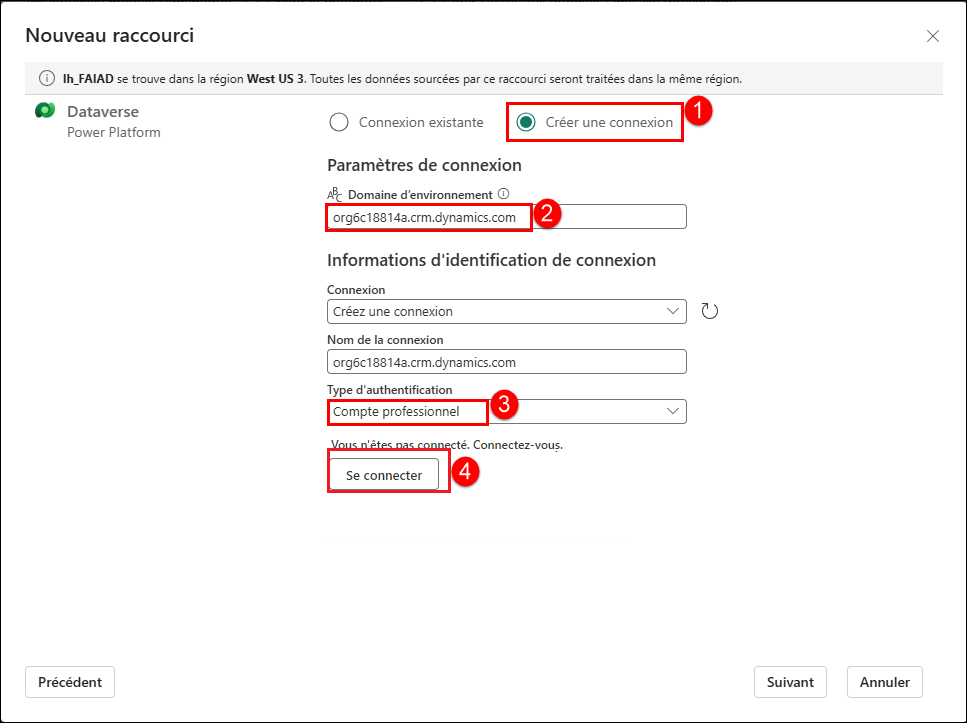 Nouveau raccourci
lh_FAIAD se trouve dans la région West US 3. Toutes les données sourcées par ce raccourci seront traitées dans la même région.
Dataverse
Power Platform
Connexion existante
Créer une connexion
1
Paramètres de connexion
Domaine d'environnement
org6c18814a.crm.dynamics.com
2
Informations d'identification de connexion
Connexion
Créez une connexion
Nom de la connexion
org6c18814a.crm.dynamics.com
Type d'authentification
Compte professionnel
3
Vous n'êtes pas connecté. Connectez-vous.
Se connecter
4
Précédent
Suivant
Annuler